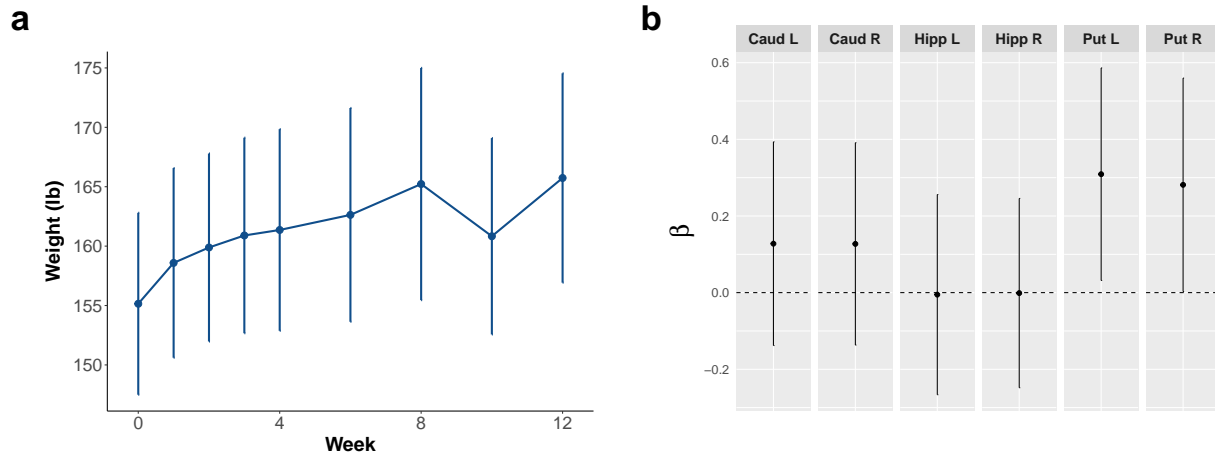 a
175
170
165
160
155
150
Weight (lb)
0 4 8 12
Week
b
Caud L Caud R Hipp L Hipp R Put L Put R
0.6
0.4
0.2
0.0
−0.2
β